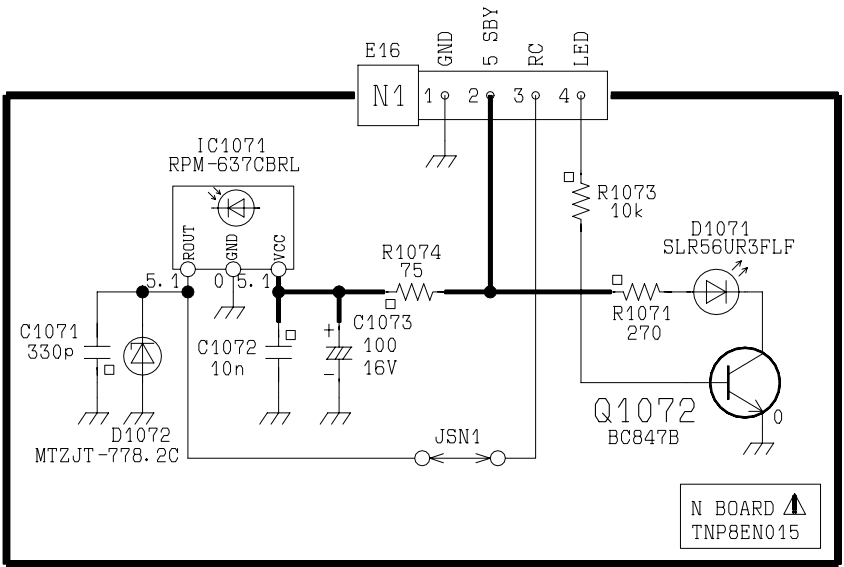 E16
GND
5 SBY
RC
LED
N1
1
2
3
4
IC1071
RPM-637CBRL
ROUT
GND
VCC
5.1
0
5.1
R1073
10k
D1071
SLR56UR3FLF
R1074
75
R1071
270
C1071
330p
C1072
10n
C1073
100
16V
+
-
D1072
MTZJT-778.2C
JSN1
Q1072
BC847B
0
N BOARD
TNP8EN015